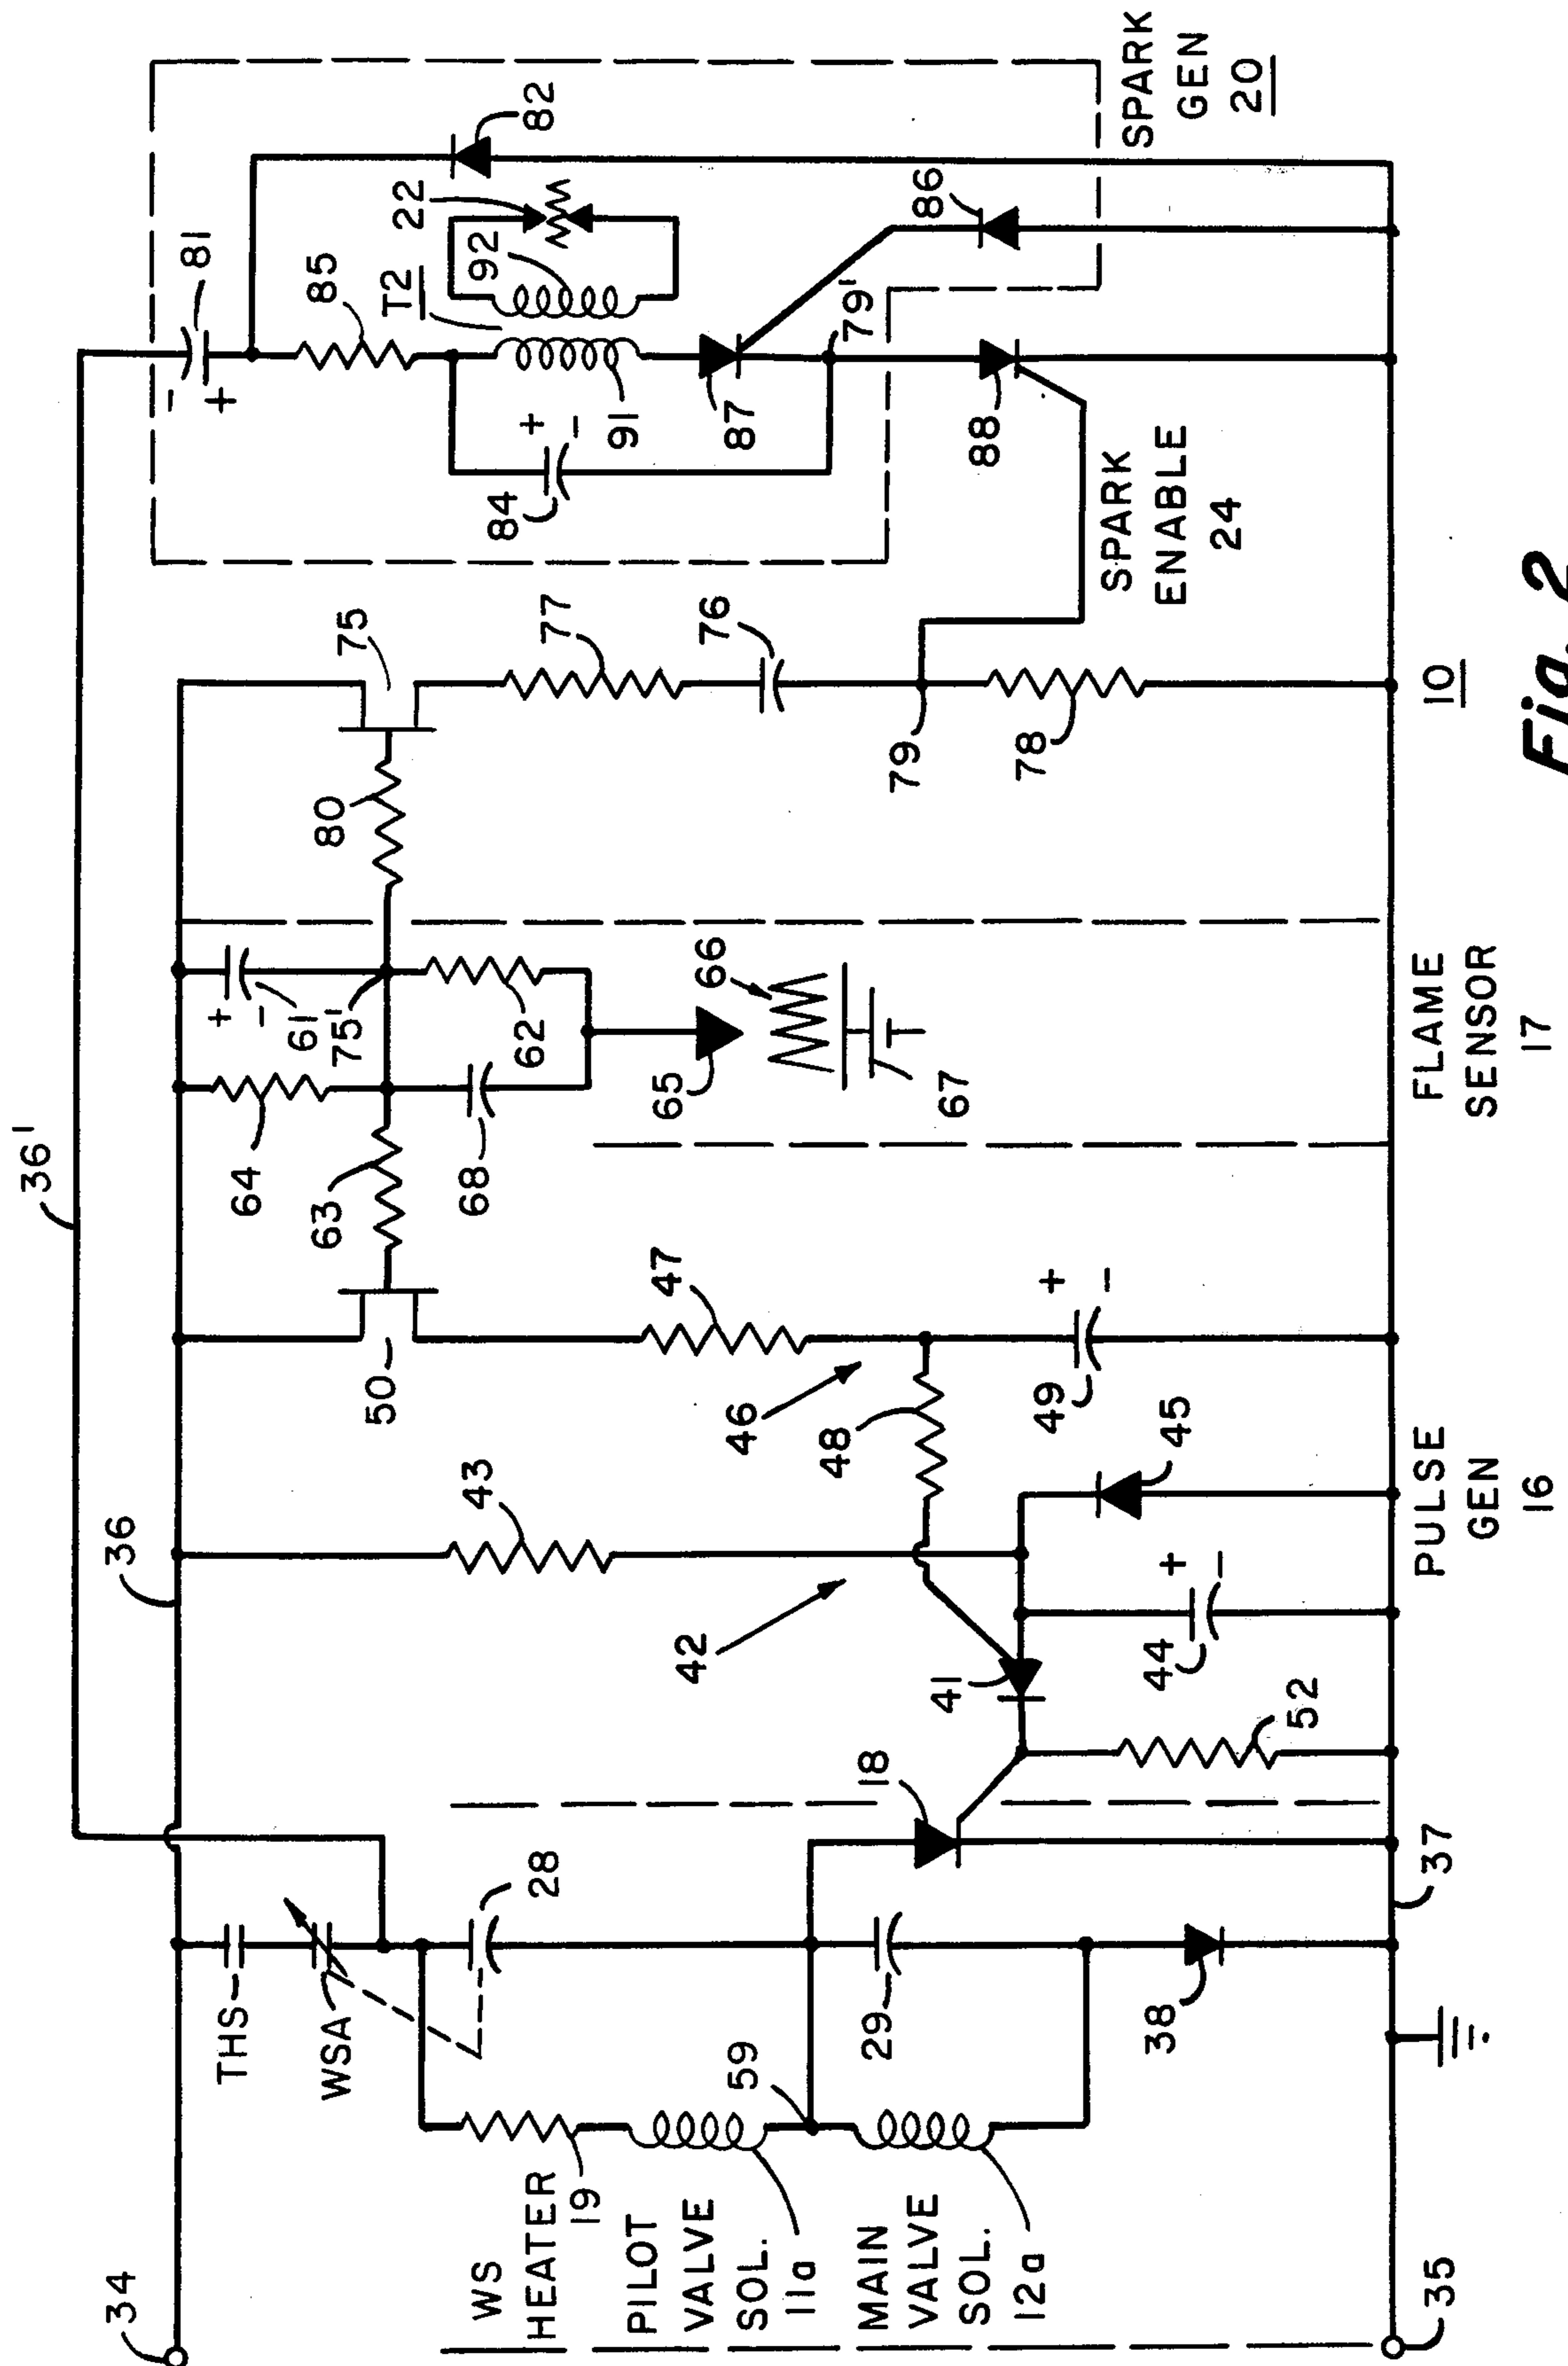 36'
34
36
THS
WSA
WS
HEATER
19
PILOT
VALVE
SOL.
11a
MAIN
VALVE
SOL.
12a
59
28
29
38
18
37
35
42
43
41
44
+
-
45
52
46
47
48
49
+
-
50
PULSE
GEN
16
63
64
68
+
-
61
75'
62
65
66
67
FLAME
SENSOR
17
80
75
77
76
79
78
10
SPARK
ENABLE
24
-
+
81
85
T2
22
92
82
84
+
-
91
87
79'
86
88
SPARK
GEN
20
Fig. 2